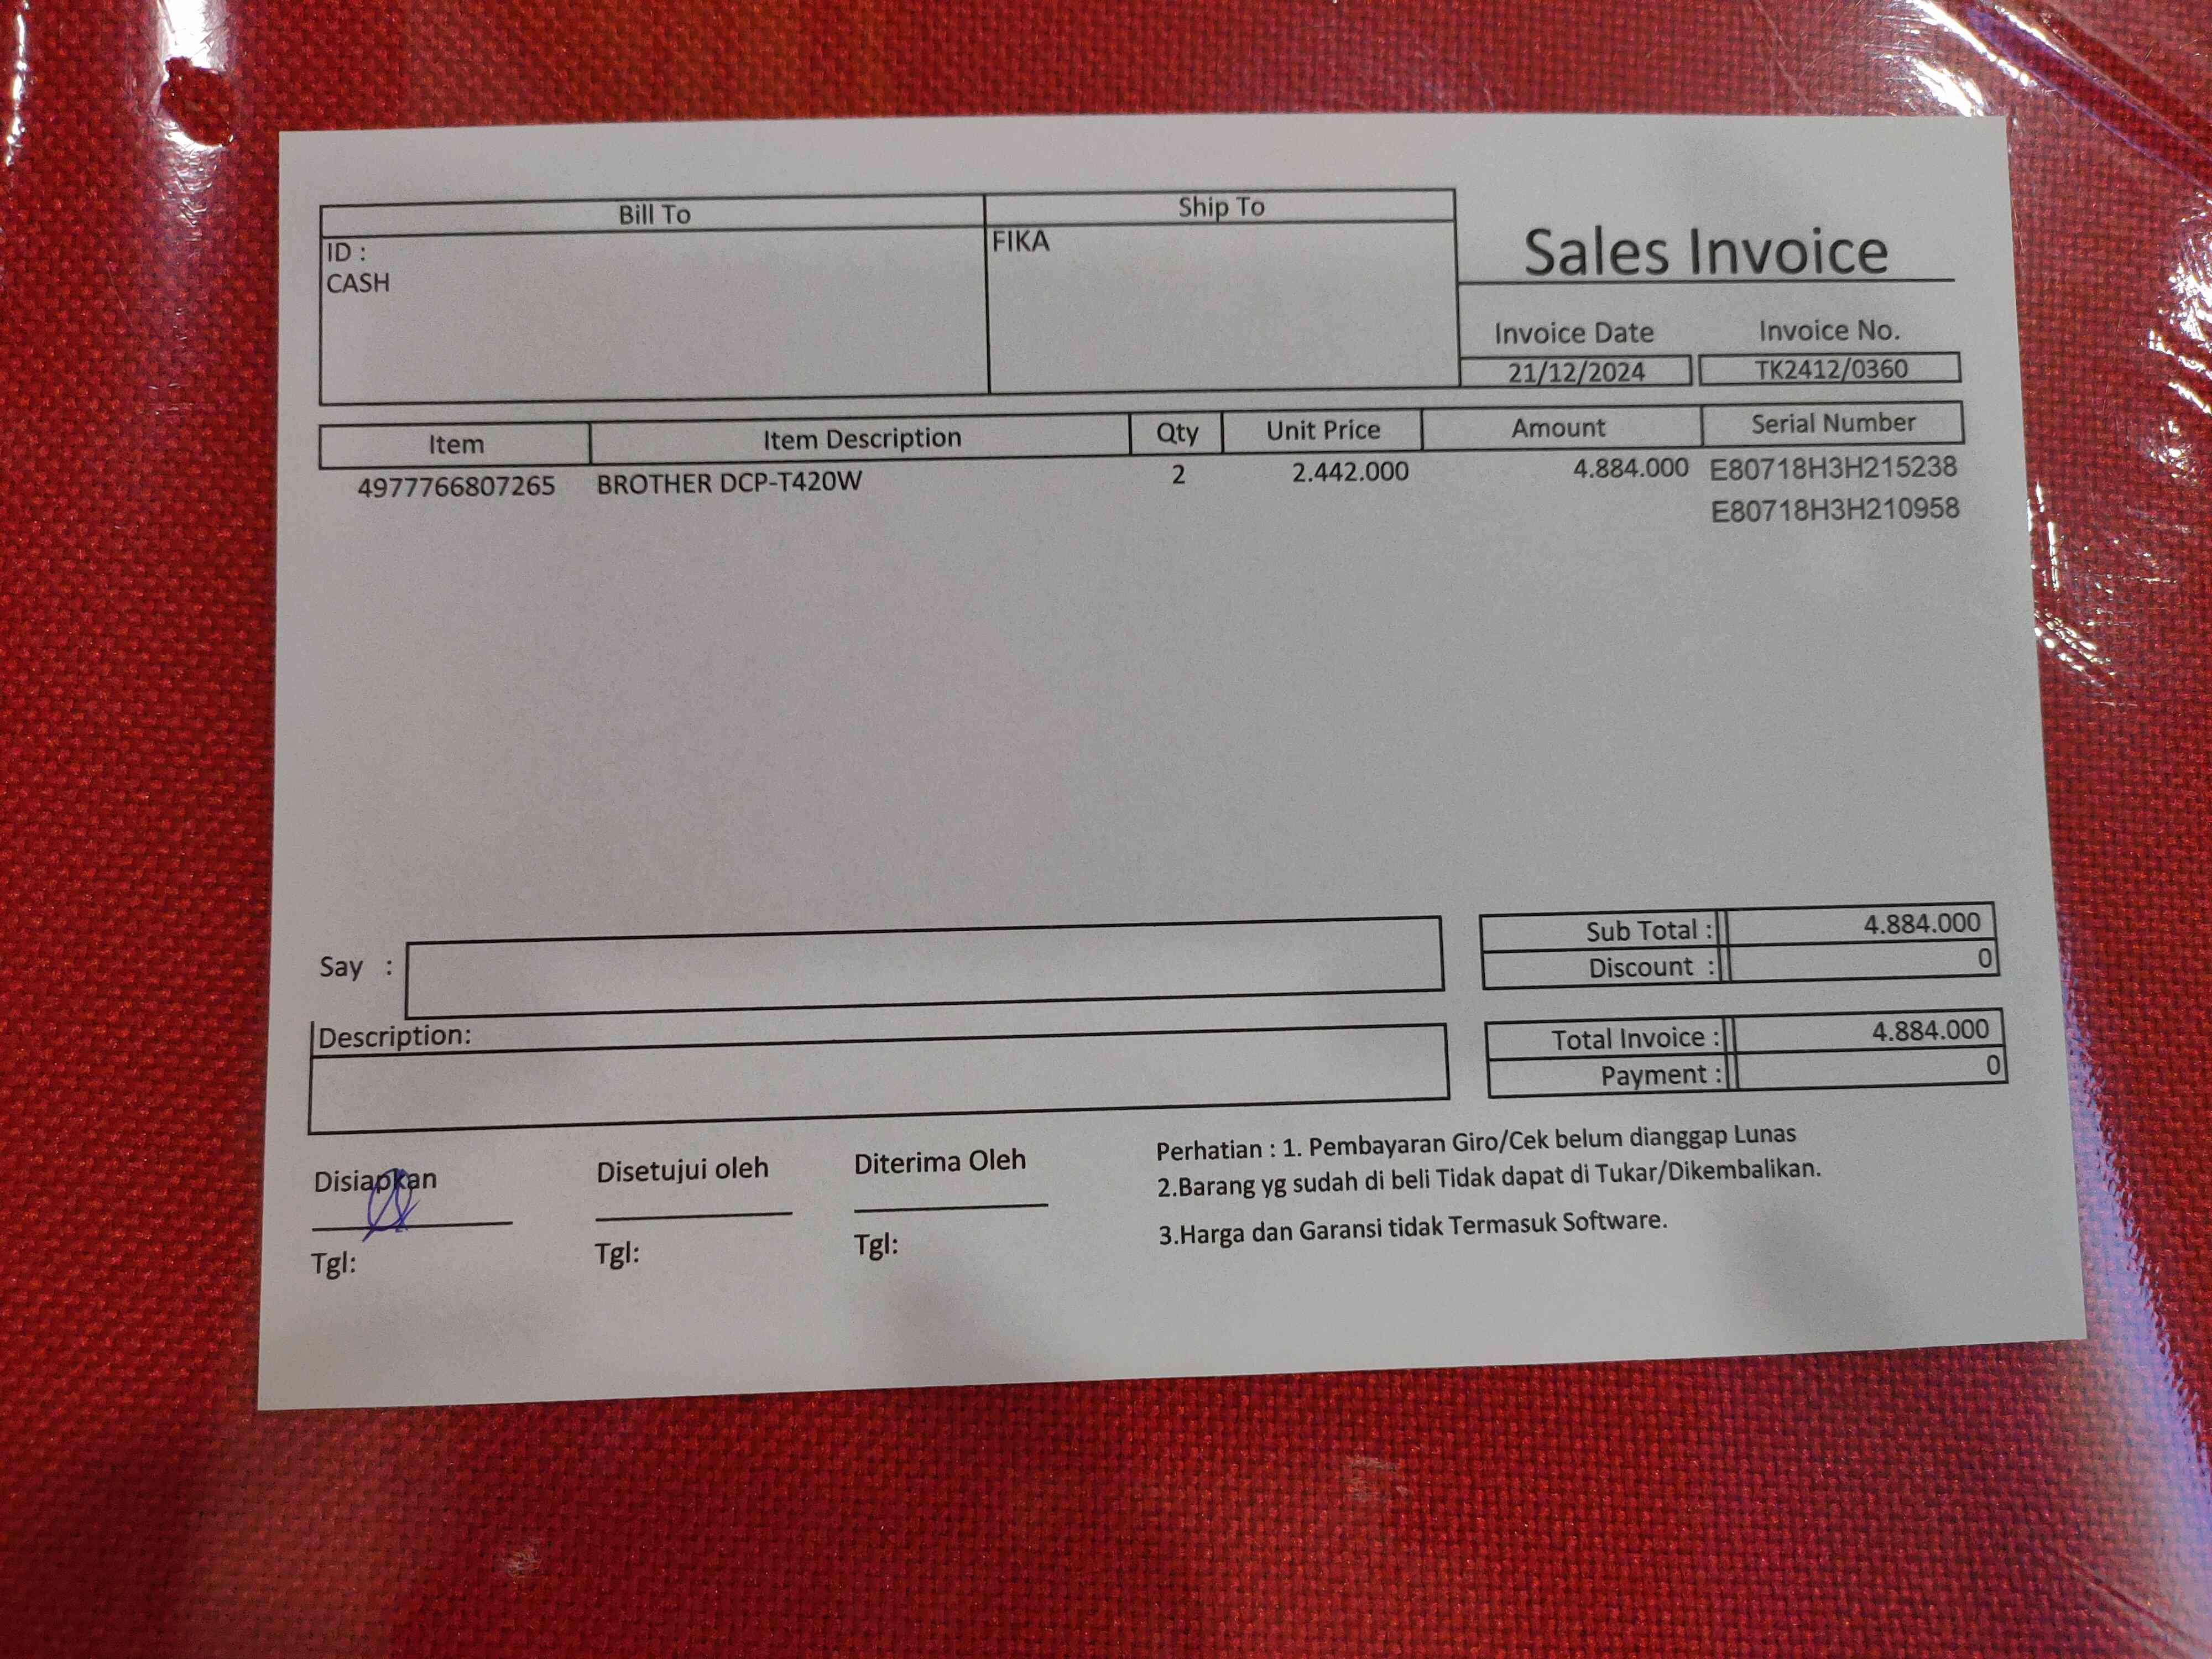 Bill To
Ship To
ID :
CASH
FIKA
Sales Invoice
Invoice Date Invoice No.
21/12/2024 TK2412/0360
Item Item Description Qty Unit Price Amount Serial Number
4977766807265 BROTHER DCP-T420W 2 2.442.000 4.884.000 E80718H3H215238
E80718H3H210958
Say :
Sub Total : 4.884.000
Discount : 0
Description:
Total Invoice : 4.884.000
Payment : 0
Disiapkan Disetujui oleh Diterima Oleh
Tgl: Tgl: Tgl:
Perhatian : 1. Pembayaran Giro/Cek belum dianggap Lunas
2.Barang yg sudah di beli Tidak dapat di Tukar/Dikembalikan.
3.Harga dan Garansi tidak Termasuk Software.